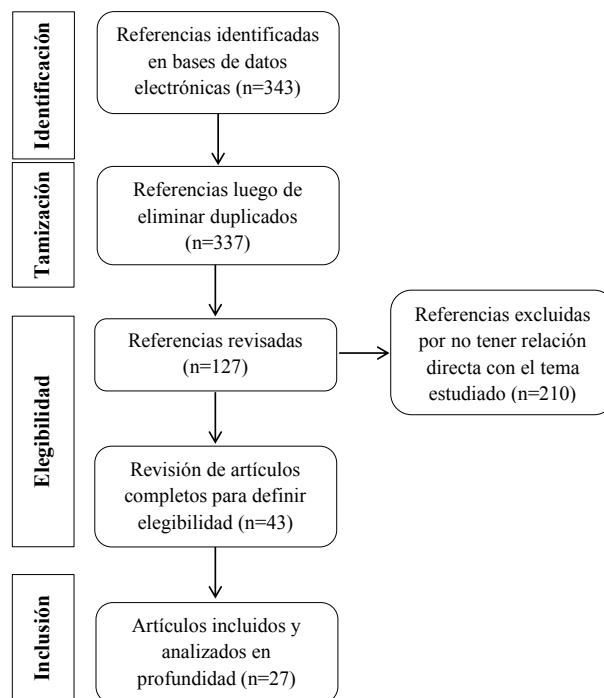 Identificación
Referencias identificadas
en bases de datos
electrónicas (n=343)
Tamización
Referencias luego de
eliminar duplicados
(n=337)
Elegibilidad
Referencias revisadas
(n=127)
Referencias excluidas
por no tener relación
directa con el tema
estudiado (n=210)
Revisión de artículos
completos para definir
elegibilidad (n=43)
Inclusión
Artículos incluidos y
analizados en
profundidad (n=27)